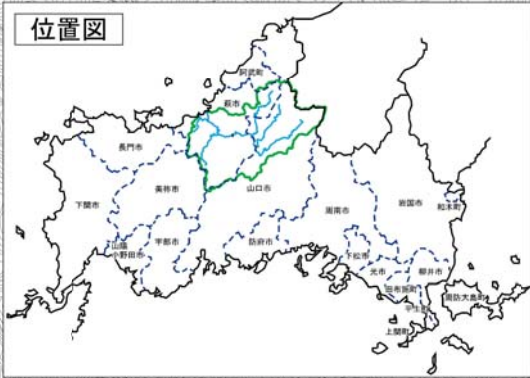 位置図
阿武町
萩市
長門市
美祢市
山口市
下関市
周南市
岩国市
和木町
山陽
小野田市
宇部市
防府市
下松市
光市
柳井市
田布施町
平生町
周防大島町
上関町